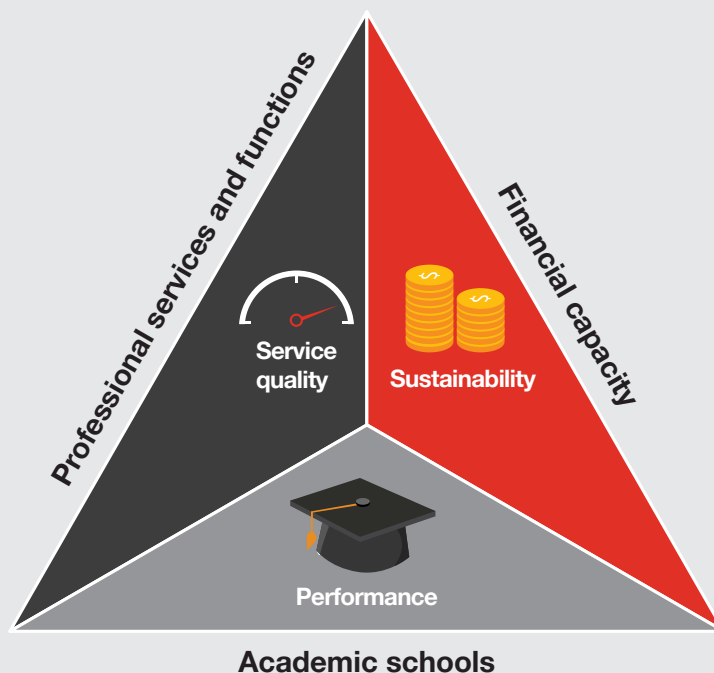 Professional services and functions
Financial capacity
Service
quality
$ $
Sustainability
Performance
Academic schools